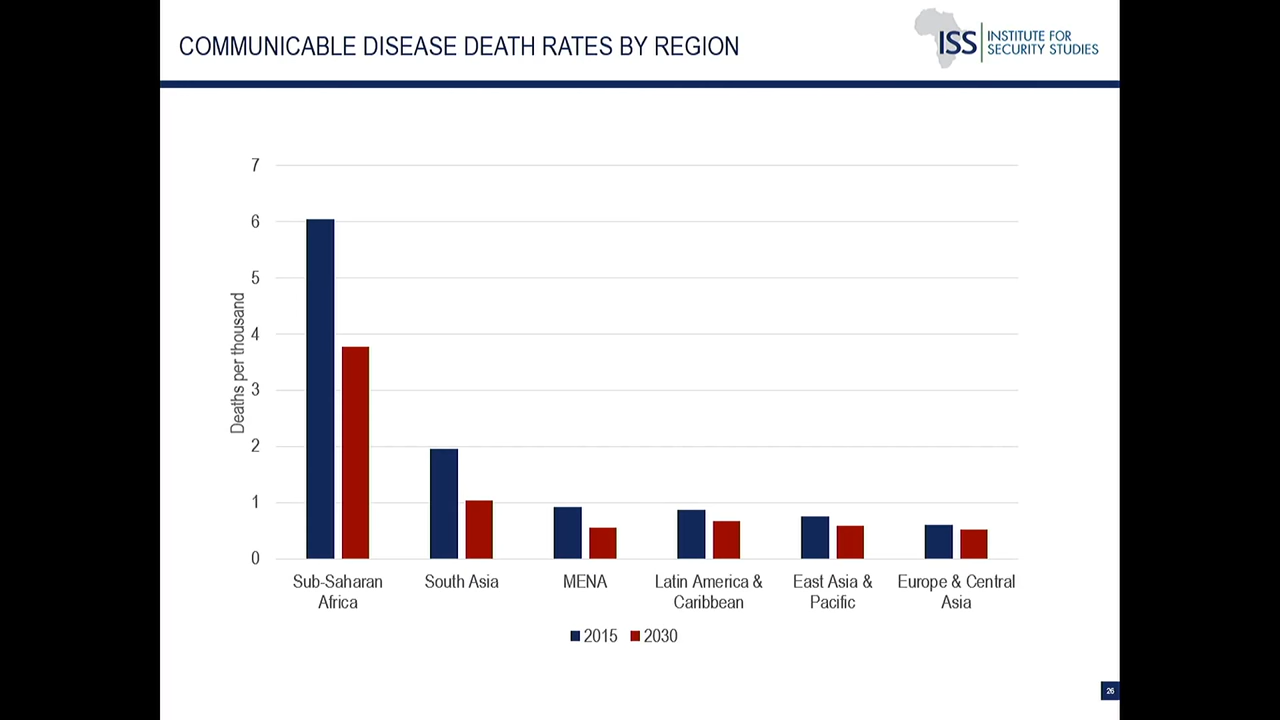 COMMUNICABLE DISEASE DEATH RATES BY REGION
ISS
INSTITUTE FOR
SECURITY STUDIES
7
6
5
4
3
2
1
0
Deaths per thousand
Sub-Saharan
Africa
South Asia
MENA
Latin America &
Caribbean
East Asia &
Pacific
Europe & Central
Asia
2015
2030
26